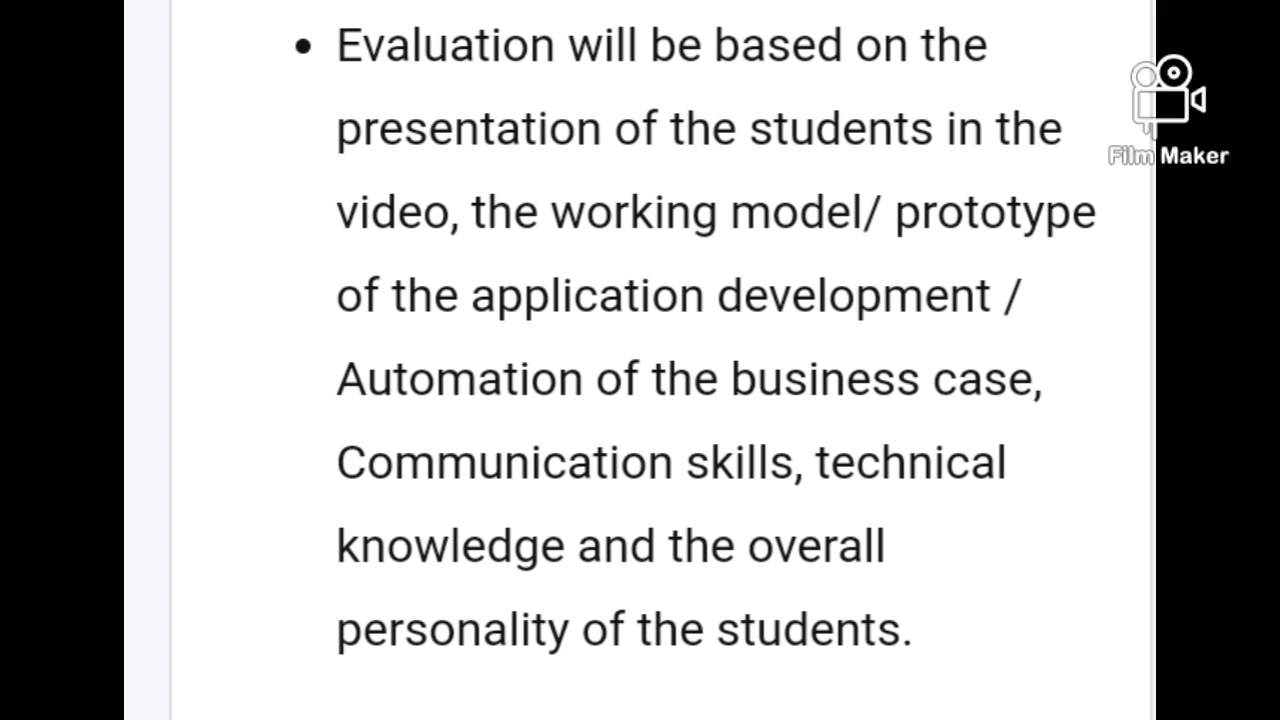 • Evaluation will be based on the
presentation of the students in the
video, the working model/ prototype
of the application development /
Automation of the business case,
Communication skills, technical
knowledge and the overall
personality of the students.
Film Maker